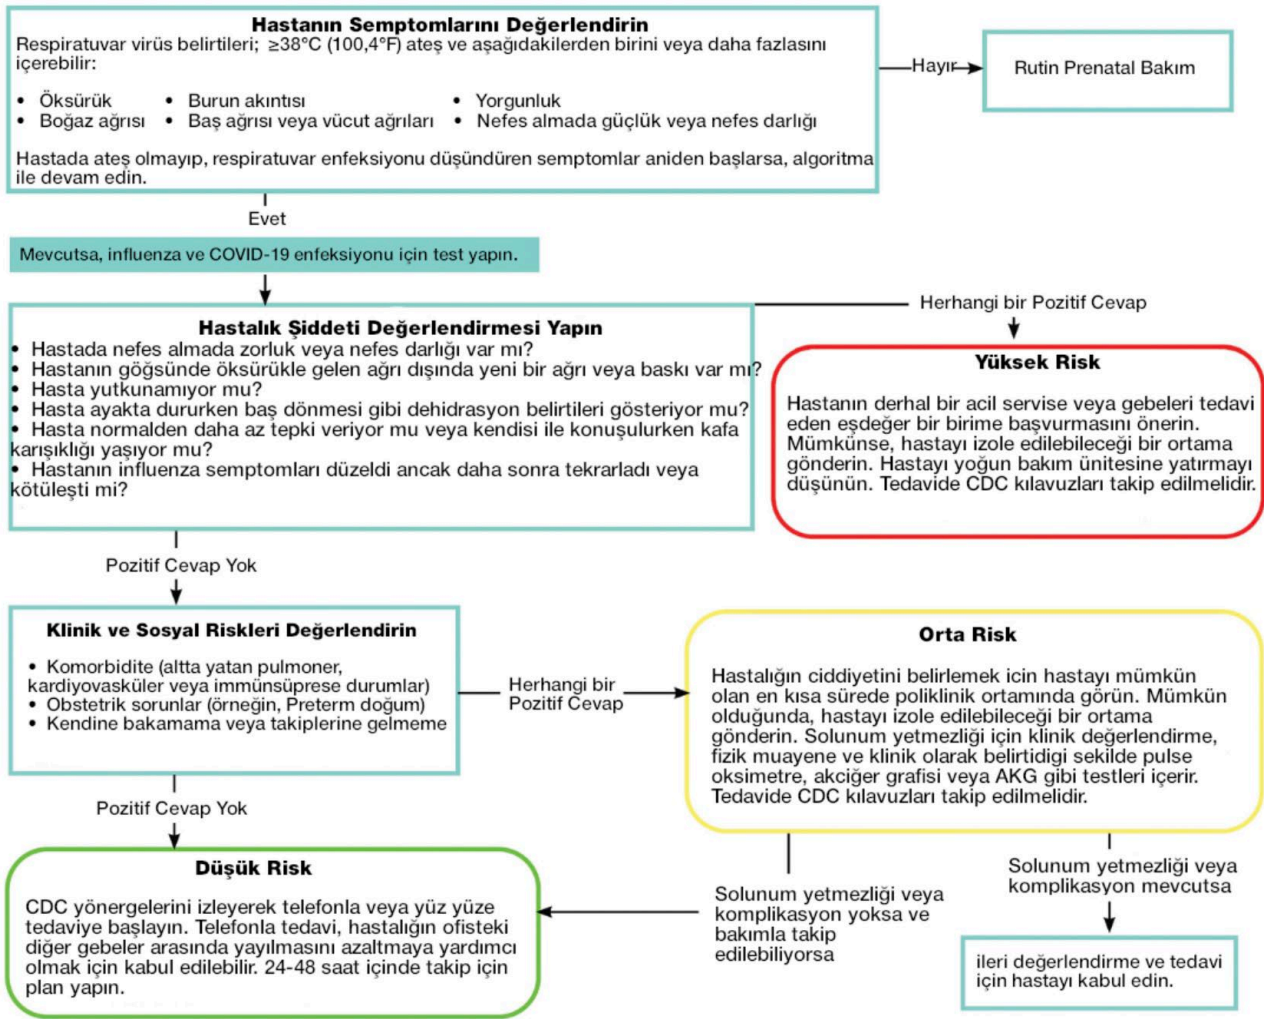 Hastanın Semptomlarını Değerlendirin
Respiratuvar virüs belirtileri; ≥38°C (100,4°F) ateş ve aşağıdakilerden birini veya daha fazlasını
içerebilir:
• Öksürük • Burun akıntısı • Yorgunluk
• Boğaz ağrısı • Baş ağrısı veya vücut ağrıları • Nefes almada güçlük veya nefes darlığı
Hastada ateş olmayıp, respiratuvar enfeksiyonu düşündüren semptomlar aniden başlarsa, algoritma
ile devam edin.
Hayır
Rutin Prenatal Bakım
Evet
Mevcutsa, influenza ve COVID-19 enfeksiyonu için test yapın.
Hastalık Şiddeti Değerlendirmesi Yapın
• Hastada nefes almada zorluk veya nefes darlığı var mı?
• Hastanın göğsünde öksürükle gelen ağrı dışında yeni bir ağrı veya baskı var mı?
• Hasta yutkunamıyor mu?
• Hasta ayakta dururken baş dönmesi gibi dehidrasyon belirtileri gösteriyor mu?
• Hasta normalden daha az tepki veriyor mu veya kendisi ile konuşulurken kafa
karışıklığı yaşıyor mu?
• Hastanın influenza semptomları düzeldi ancak daha sonra tekrarladı veya
kötüleşti mi?
Herhangi bir Pozitif Cevap
Yüksek Risk
Hastanın derhal bir acil servise veya gebeleri tedavi
eden eşdeğer bir birime başvurmasını önerin.
Mümkünse, hastayı izole edilebileceği bir ortama
gönderin. Hastayı yoğun bakım ünitesine yatırmayı
düşünün. Tedavide CDC kılavuzları takip edilmelidir.
Pozitif Cevap Yok
Klinik ve Sosyal Riskleri Değerlendirin
• Komorbidite (altta yatan pulmoner,
kardiyovasküler veya immünsüprese durumlar)
• Obstetrik sorunlar (örneğin, Preterm doğum)
• Kendine bakamama veya takiplerine gelmeme
Herhangi bir
Pozitif Cevap
Orta Risk
Hastalığın ciddiyetini belirlemek icin hastayı mümkün
olan en kısa sürede poliklinik ortamında görün. Mümkün
olduğunda, hastayı izole edilebileceği bir ortama
gönderin. Solunum yetmezliği için klinik değerlendirme,
fizik muayene ve klinik olarak belirtidigi sekilde pulse
oksimetre, akciğer grafisi veya AKG gibi testleri içerir.
Tedavide CDC kılavuzları takip edilmelidir.
Pozitif Cevap Yok
Düşük Risk
CDC yönergelerini izleyerek telefonla veya yüz yüze
tedaviye başlayın. Telefonla tedavi, hastalığın ofisteki
diğer gebeler arasında yayılmasını azaltmaya yardımcı
olmak için kabul edilebilir. 24-48 saat içinde takip için
plan yapın.
Solunum yetmezliği veya
komplikasyon yoksa ve
bakımla takip
edilebiliyorsa
Solunum yetmezliği veya
komplikasyon mevcutsa
ileri değerlendirme ve tedavi
için hastayı kabul edin.